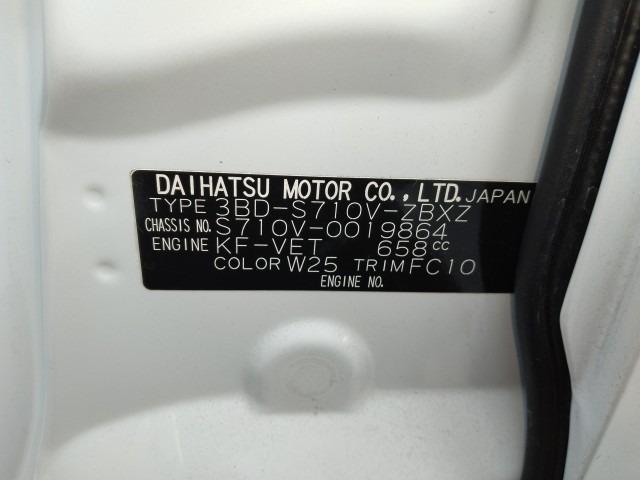 DAIHATSU MOTOR CO.,LTD. JAPAN
TYPE 3BD-S710V-ZBXZ
CHASSIS NO. S710V-0019864
ENGINE KF-VET 658cc
COLOR W25 TRIM FC10
ENGINE NO.